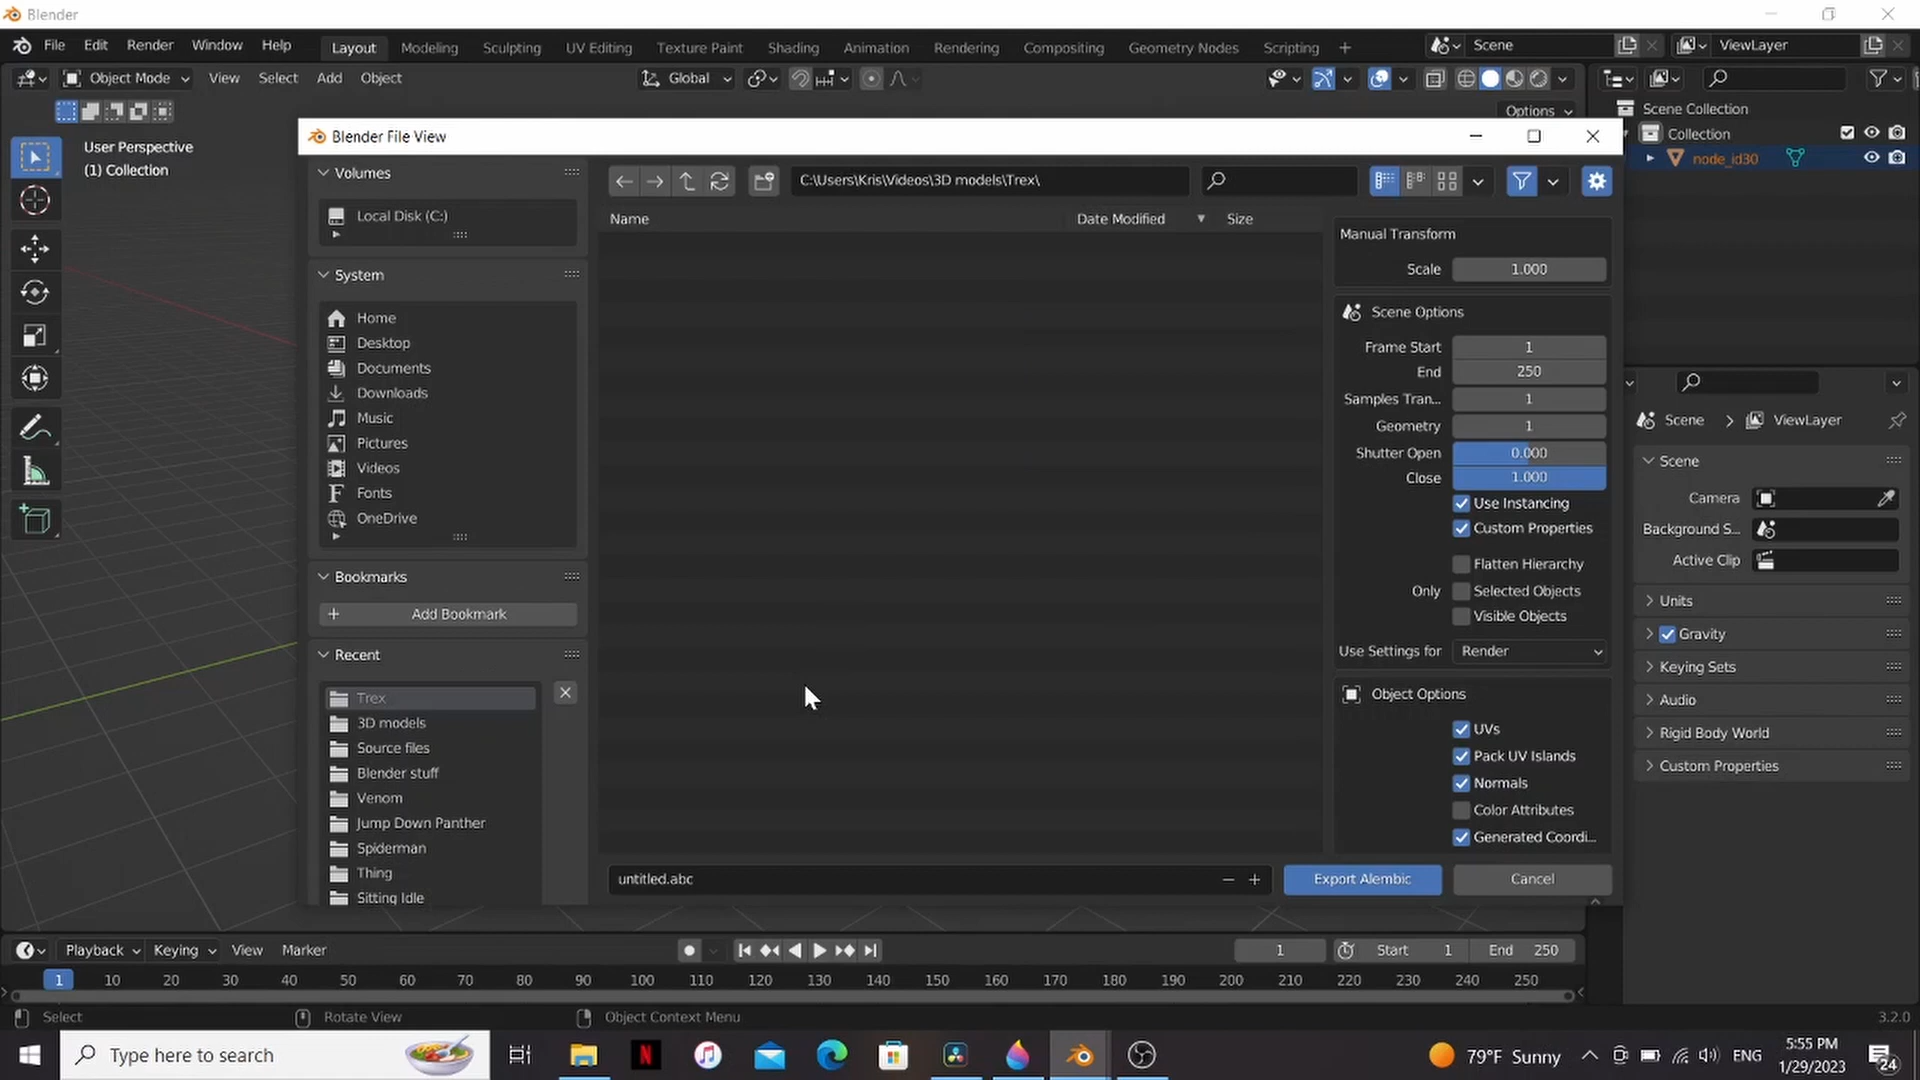 Blender
File Edit Render Window Help Layout Modeling Sculpting UV Editing Texture Paint Shading Animation Rendering Compositing Geometry Nodes Scripting + Scene ViewLayer
Object Mode View Select Add Object Global
Options
User Perspective
(1) Collection
Scene Collection
Collection
node_id30
Blender File View
Volumes
Local Disk (C:)
System
Home
Desktop
Documents
Downloads
Music
Pictures
Videos
Fonts
OneDrive
Bookmarks
Add Bookmark
Recent
Trex
3D models
Source files
Blender stuff
Venom
Jump Down Panther
Spiderman
Thing
Sitting Idle
C:\Users\Kris\Videos\3D models\Trex\
Name Date Modified Size
untitled.abc
Export Alembic Cancel
Manual Transform
Scale 1.000
Scene Options
Frame Start 1
End 250
Samples Tran... 1
Geometry 1
Shutter Open 0.000
Close 1.000
Use Instancing
Custom Properties
Flatten Hierarchy
Only Selected Objects
Visible Objects
Use Settings for Render
Object Options
UVs
Pack UV Islands
Normals
Color Attributes
Generated Coordi...
Scene > ViewLayer
Scene
Camera
Background S...
Active Clip
Units
Gravity
Keying Sets
Audio
Rigid Body World
Custom Properties
Playback Keying View Marker 1 Start 1 End 250
1 10 20 30 40 50 60 70 80 90 100 110 120 130 140 150 160 170 180 190 200 210 220 230 240 250
Select Rotate View Object Context Menu 3.2.0
Type here to search 79°F Sunny ENG
5:55 PM
1/29/2023
24